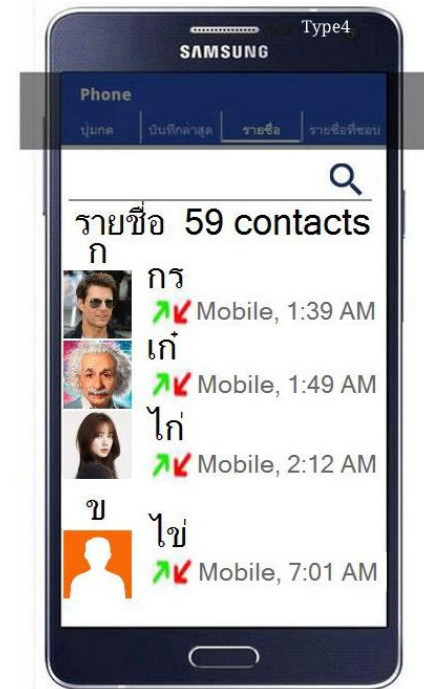 Type4
SAMSUNG
Phone
ปุ่มกด บันทึกล่าสุด รายชื่อ รายชื่อที่ชอบ
รายชื่อ 59 contacts
ก
กร
Mobile, 1:39 AM
เก๋
Mobile, 1:49 AM
ไก่
Mobile, 2:12 AM
ข
ไข่
Mobile, 7:01 AM